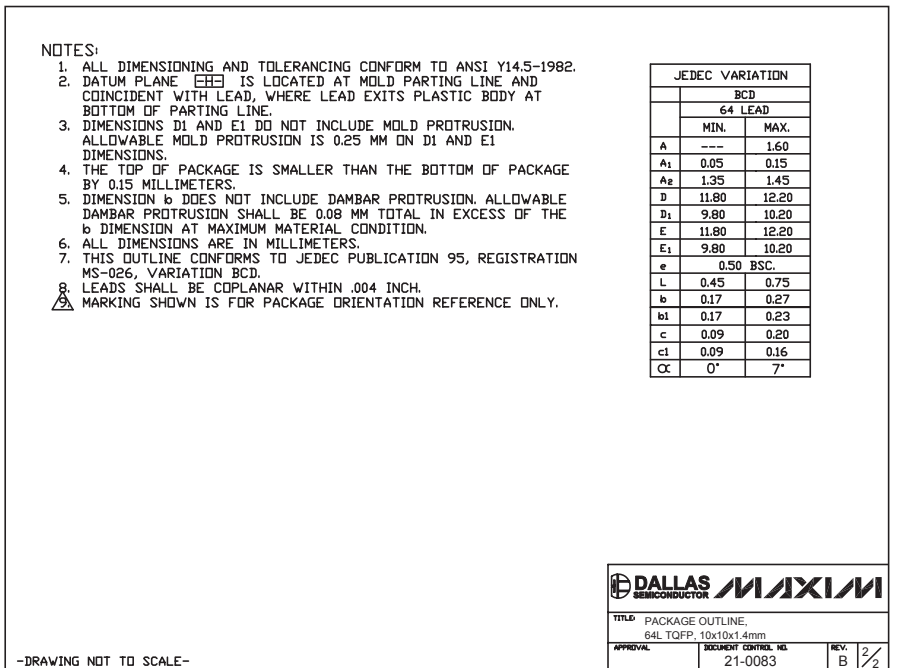 NOTES:
1. ALL DIMENSIONING AND TOLERANCING CONFORM TO ANSI Y14.5-1982.
2. DATUM PLANE -H- IS LOCATED AT MOLD PARTING LINE AND
COINCIDENT WITH LEAD, WHERE LEAD EXITS PLASTIC BODY AT
BOTTOM OF PARTING LINE.
3. DIMENSIONS D1 AND E1 DO NOT INCLUDE MOLD PROTRUSION.
ALLOWABLE MOLD PROTRUSION IS 0.25 MM ON D1 AND E1
DIMENSIONS.
4. THE TOP OF PACKAGE IS SMALLER THAN THE BOTTOM OF PACKAGE
BY 0.15 MILLIMETERS.
5. DIMENSION b DOES NOT INCLUDE DAMBAR PROTRUSION. ALLOWABLE
DAMBAR PROTRUSION SHALL BE 0.08 MM TOTAL IN EXCESS OF THE
b DIMENSION AT MAXIMUM MATERIAL CONDITION.
6. ALL DIMENSIONS ARE IN MILLIMETERS.
7. THIS OUTLINE CONFORMS TO JEDEC PUBLICATION 95, REGISTRATION
MS-026, VARIATION BCD.
8. LEADS SHALL BE COPLANAR WITHIN .004 INCH.
9. MARKING SHOWN IS FOR PACKAGE ORIENTATION REFERENCE ONLY.
JEDEC VARIATION
BCD
64 LEAD
MIN. MAX.
A --- 1.60
A1 0.05 0.15
A2 1.35 1.45
D 11.80 12.20
D1 9.80 10.20
E 11.80 12.20
E1 9.80 10.20
e 0.50 BSC.
L 0.45 0.75
b 0.17 0.27
b1 0.17 0.23
c 0.09 0.20
c1 0.09 0.16
α 0° 7°
DALLAS SEMICONDUCTOR MAXIM
TITLE: PACKAGE OUTLINE,
64L TQFP, 10x10x1.4mm
APPROVAL DOCUMENT CONTROL NO. REV.
21-0083 B 2/2
-DRAWING NOT TO SCALE-